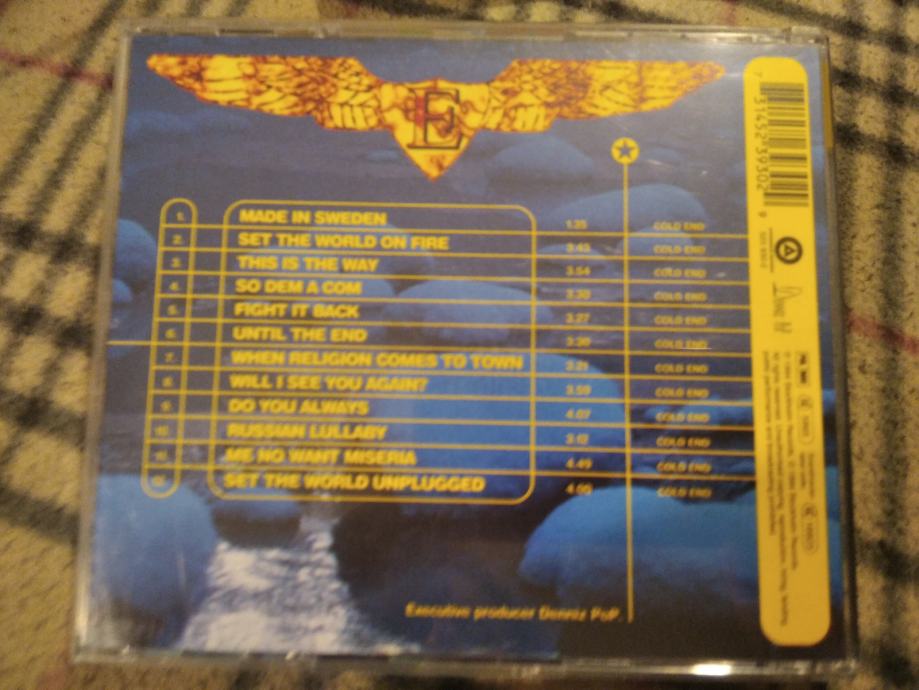 E
1. MADE IN SWEDEN 1.35 COLD END
2. SET THE WORLD ON FIRE 3.43 COLD END
3. THIS IS THE WAY 3.54 COLD END
4. SO DEM A COM 3.30 COLD END
5. FIGHT IT BACK 3.27 COLD END
6. UNTIL THE END COLD END
7. WHEN RELIGION COMES TO TOWN COLD END
8. WILL I SEE YOU AGAIN? 3.59 COLD END
9. DO YOU ALWAYS 4.07 COLD END
10. RUSSIAN LULLABY COLD END
11. ME NO WANT MISERIA 4.49 COLD END
12. SET THE WORLD UNPLUGGED COLD END
Executive producer Denniz PoP.
7 31452 39302 9